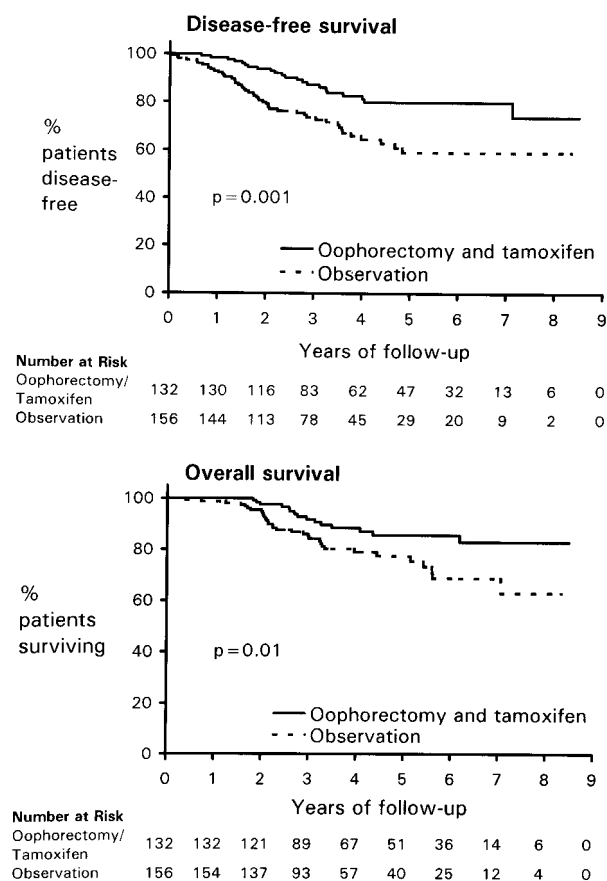 Disease-free survival
100
80
60
40
20
0
%
patients
disease-
free
p=0.001
Oophorectomy and tamoxifen
Observation
0 1 2 3 4 5 6 7 8 9
Years of follow-up
Number at Risk
Oophorectomy/
Tamoxifen 132 130 116 83 62 47 32 13 6 0
Observation 156 144 113 78 45 29 20 9 2 0
Overall survival
100
80
60
40
20
0
%
patients
surviving
p=0.01
Oophorectomy and tamoxifen
Observation
0 1 2 3 4 5 6 7 8 9
Years of follow-up
Number at Risk
Oophorectomy/
Tamoxifen 132 132 121 89 67 51 36 14 6 0
Observation 156 154 137 93 57 40 25 12 4 0